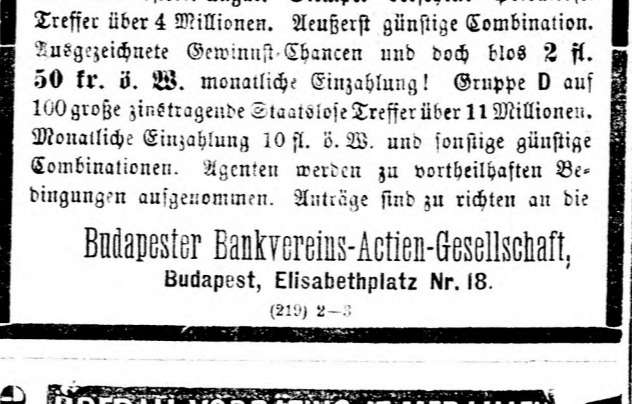 Treffer über 4 Millionen. Aeußerst günstige Combination.
Ausgezeichnete Gewinnst-Chancen und doch blos 2 fl.
50 kr. ö. W. monatliche Einzahlung! Gruppe D auf
100 große zinstragende Staatslose Treffer über 11 Millionen.
Monatliche Einzahlung 10 fl. ö. W. und sonstige günstige
Combinationen. Agenten werden zu vortheilhaften Be-
dingungen aufgenommen. Anträge sind zu richten an die
Budapester Bankvereins-Actien-Gesellschaft,
Budapest, Elisabethplatz Nr. 18.
(219) 2—3